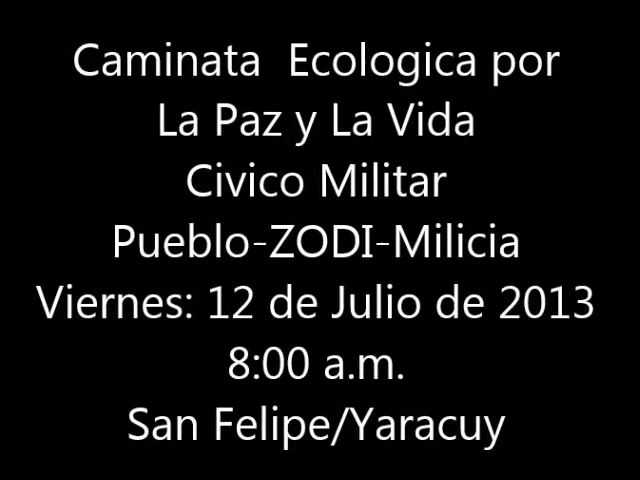 Caminata  Ecologica por
La Paz y La Vida
Civico Militar
Pueblo-ZODI-Milicia
Viernes: 12 de Julio de 2013
8:00 a.m.
San Felipe/Yaracuy